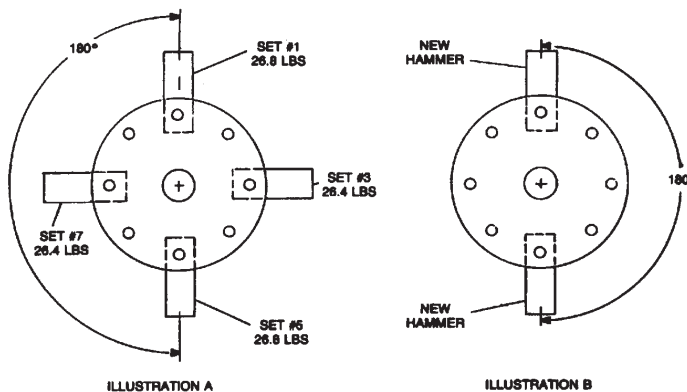 180°
SET #1
26.8 LBS
SET #3
26.4 LBS
SET #7
26.4 LBS
SET #5
26.8 LBS
ILLUSTRATION A
NEW
HAMMER
180
NEW
HAMMER
ILLUSTRATION B